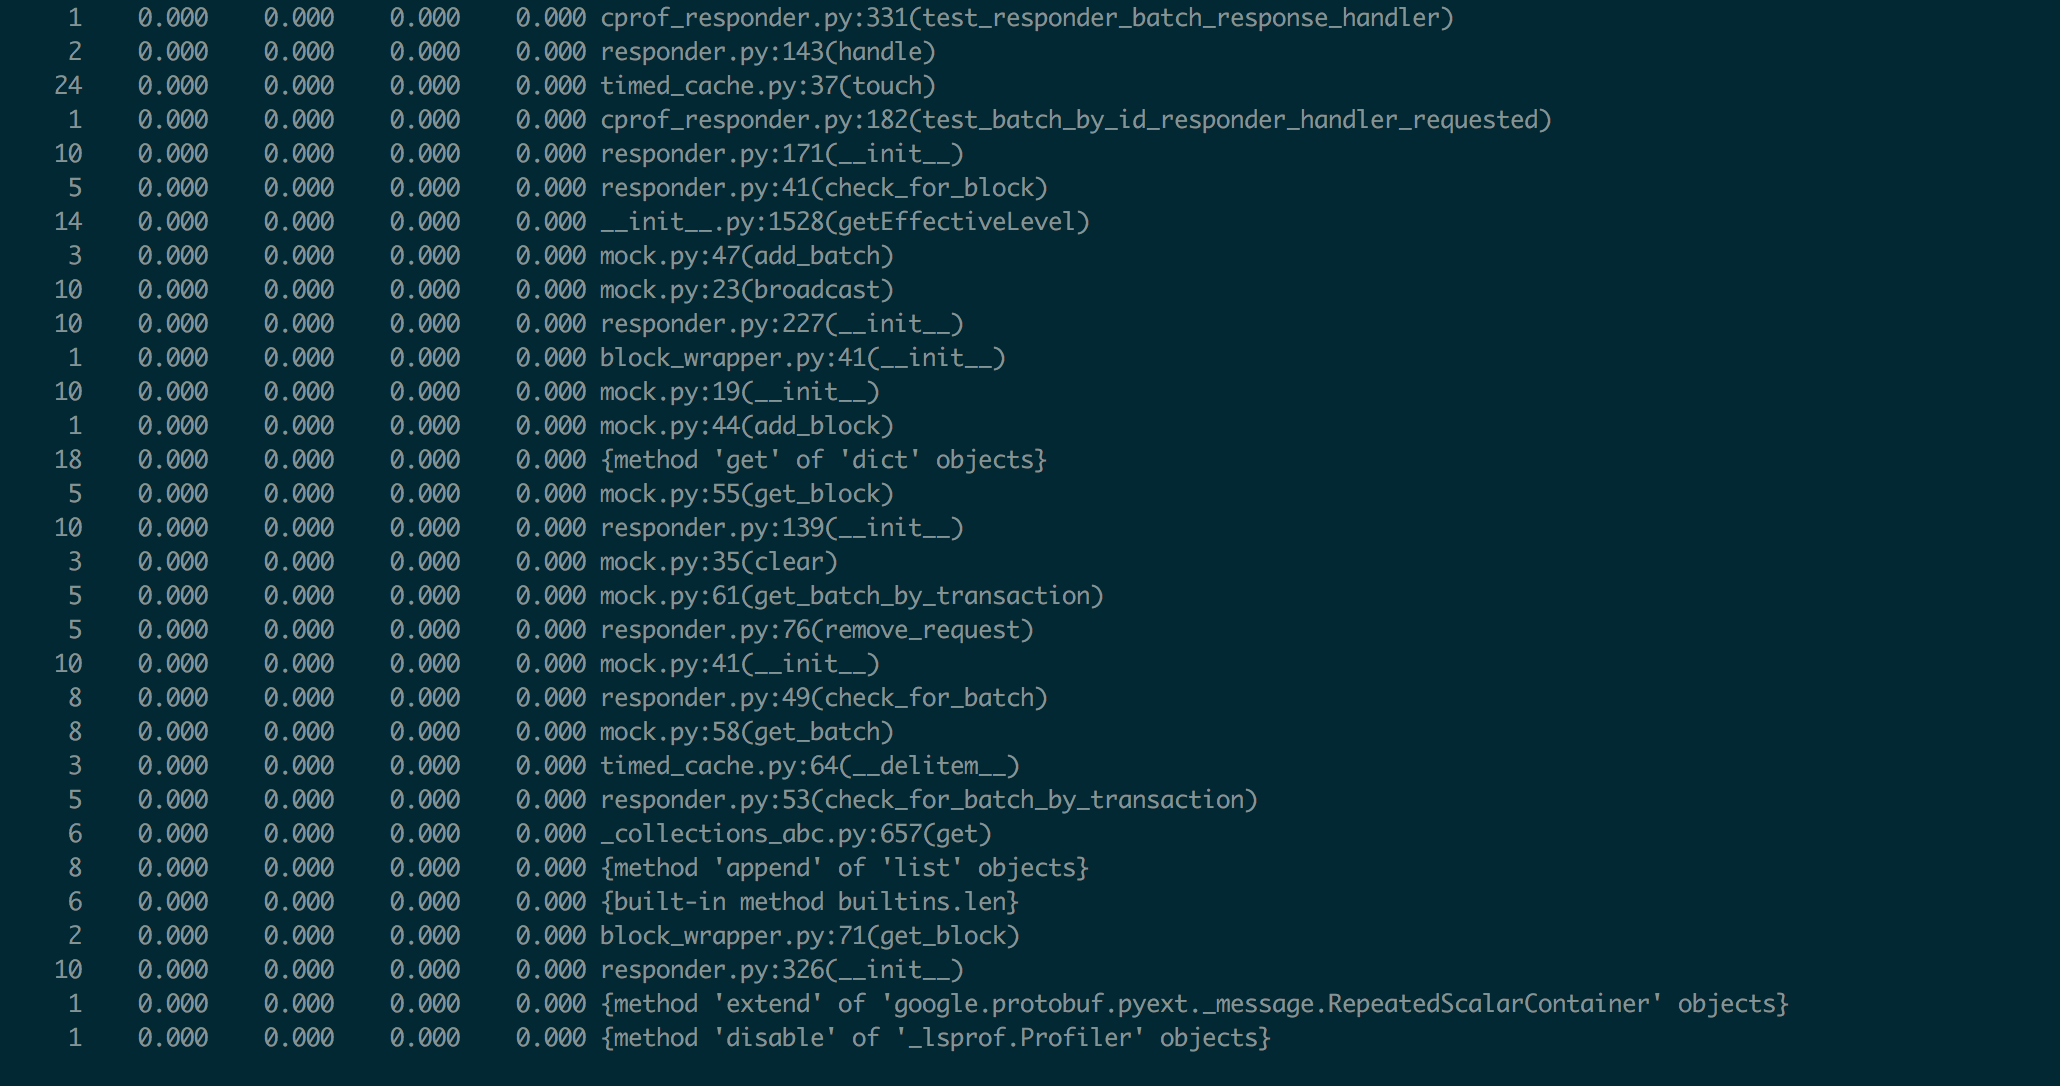 1 0.000 0.000 0.000 0.000 cprof_responder.py:331(test_responder_batch_response_handler)
2 0.000 0.000 0.000 0.000 responder.py:143(handle)
24 0.000 0.000 0.000 0.000 timed_cache.py:37(touch)
1 0.000 0.000 0.000 0.000 cprof_responder.py:182(test_batch_by_id_responder_handler_requested)
10 0.000 0.000 0.000 0.000 responder.py:171(__init__)
5 0.000 0.000 0.000 0.000 responder.py:41(check_for_block)
14 0.000 0.000 0.000 0.000 __init__.py:1528(getEffectiveLevel)
3 0.000 0.000 0.000 0.000 mock.py:47(add_batch)
10 0.000 0.000 0.000 0.000 mock.py:23(broadcast)
10 0.000 0.000 0.000 0.000 responder.py:227(__init__)
1 0.000 0.000 0.000 0.000 block_wrapper.py:41(__init__)
10 0.000 0.000 0.000 0.000 mock.py:19(__init__)
1 0.000 0.000 0.000 0.000 mock.py:44(add_block)
18 0.000 0.000 0.000 0.000 {method 'get' of 'dict' objects}
5 0.000 0.000 0.000 0.000 mock.py:55(get_block)
10 0.000 0.000 0.000 0.000 responder.py:139(__init__)
3 0.000 0.000 0.000 0.000 mock.py:35(clear)
5 0.000 0.000 0.000 0.000 mock.py:61(get_batch_by_transaction)
5 0.000 0.000 0.000 0.000 responder.py:76(remove_request)
10 0.000 0.000 0.000 0.000 mock.py:41(__init__)
8 0.000 0.000 0.000 0.000 responder.py:49(check_for_batch)
8 0.000 0.000 0.000 0.000 mock.py:58(get_batch)
3 0.000 0.000 0.000 0.000 timed_cache.py:64(__delitem__)
5 0.000 0.000 0.000 0.000 responder.py:53(check_for_batch_by_transaction)
6 0.000 0.000 0.000 0.000 _collections_abc.py:657(get)
8 0.000 0.000 0.000 0.000 {method 'append' of 'list' objects}
6 0.000 0.000 0.000 0.000 {built-in method builtins.len}
2 0.000 0.000 0.000 0.000 block_wrapper.py:71(get_block)
10 0.000 0.000 0.000 0.000 responder.py:326(__init__)
1 0.000 0.000 0.000 0.000 {method 'extend' of 'google.protobuf.pyext._message.RepeatedScalarContainer' objects}
1 0.000 0.000 0.000 0.000 {method 'disable' of '_lsprof.Profiler' objects}